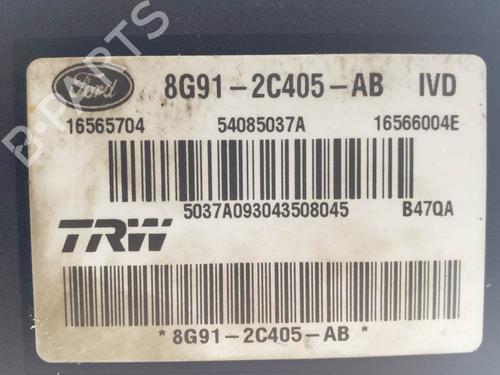 B-PARTS
Ford 8G91-2C405-AB IVD
16565704 54085037A 16566004E
5037A093043508045 B47QA
TRW
*8G91-2C405-AB*